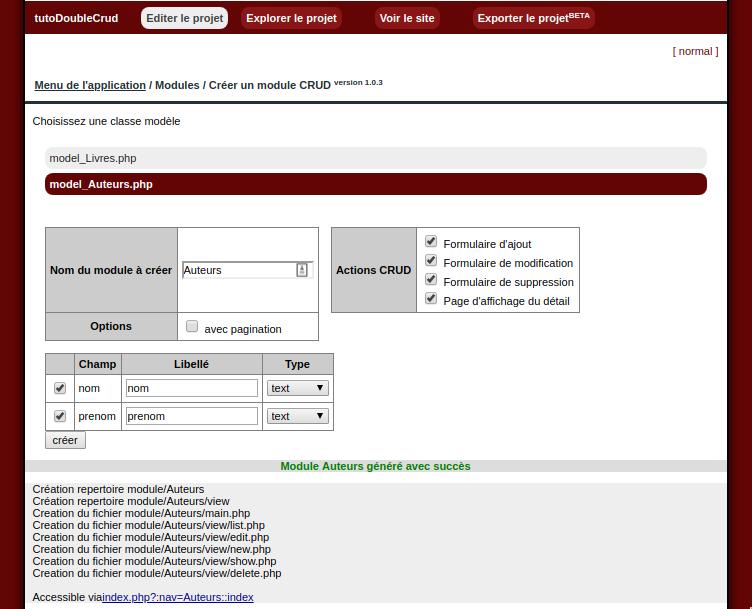 tutoDoubleCrud Editer le projet Explorer le projet Voir le site Exporter le projetBETA
[ normal ]
Menu de l'application / Modules / Créer un module CRUD version 1.0.3
Choisissez une classe modèle
model_Livres.php
model_Auteurs.php
Nom du module à créer Auteurs
Options avec pagination
Actions CRUD
Formulaire d'ajout
Formulaire de modification
Formulaire de suppression
Page d'affichage du détail
Champ Libellé Type
nom nom text
prenom prenom text
créer
Module Auteurs généré avec succès
Création repertoire module/Auteurs
Création repertoire module/Auteurs/view
Creation du fichier module/Auteurs/main.php
Creation du fichier module/Auteurs/view/list.php
Creation du fichier module/Auteurs/view/edit.php
Creation du fichier module/Auteurs/view/new.php
Creation du fichier module/Auteurs/view/show.php
Creation du fichier module/Auteurs/view/delete.php
Accessible viaindex.php?:nav=Auteurs::index